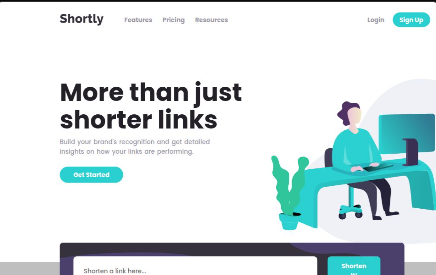 Shortly
Features Pricing Resources
Login Sign Up
More than just
shorter links
Build your brand's recognition and get detailed
insights on how your links are performing.
Get Started
Shorten a link here...
Shorten